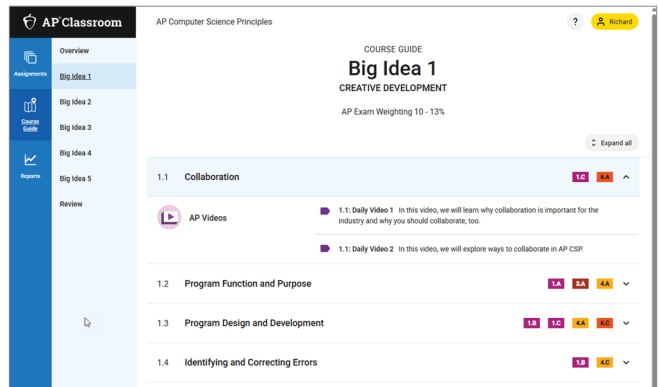 AP Classroom
AP Computer Science Principles
?
Richard
Assignments
Course
Guide
Reports
Overview
Big Idea 1
Big Idea 2
Big Idea 3
Big Idea 4
Big Idea 5
Review
COURSE GUIDE
Big Idea 1
CREATIVE DEVELOPMENT
AP Exam Weighting 10 - 13%
Expand all
1.1 Collaboration 1.C 6.A
AP Videos
1.1: Daily Video 1 In this video, we will learn why collaboration is important for the
industry and why you should collaborate, too.
1.1: Daily Video 2 In this video, we will explore ways to collaborate in AP CSP.
1.2 Program Function and Purpose 1.A 3.A 4.A
1.3 Program Design and Development 1.B 1.C 4.A 6.C
1.4 Identifying and Correcting Errors 1.B 4.C